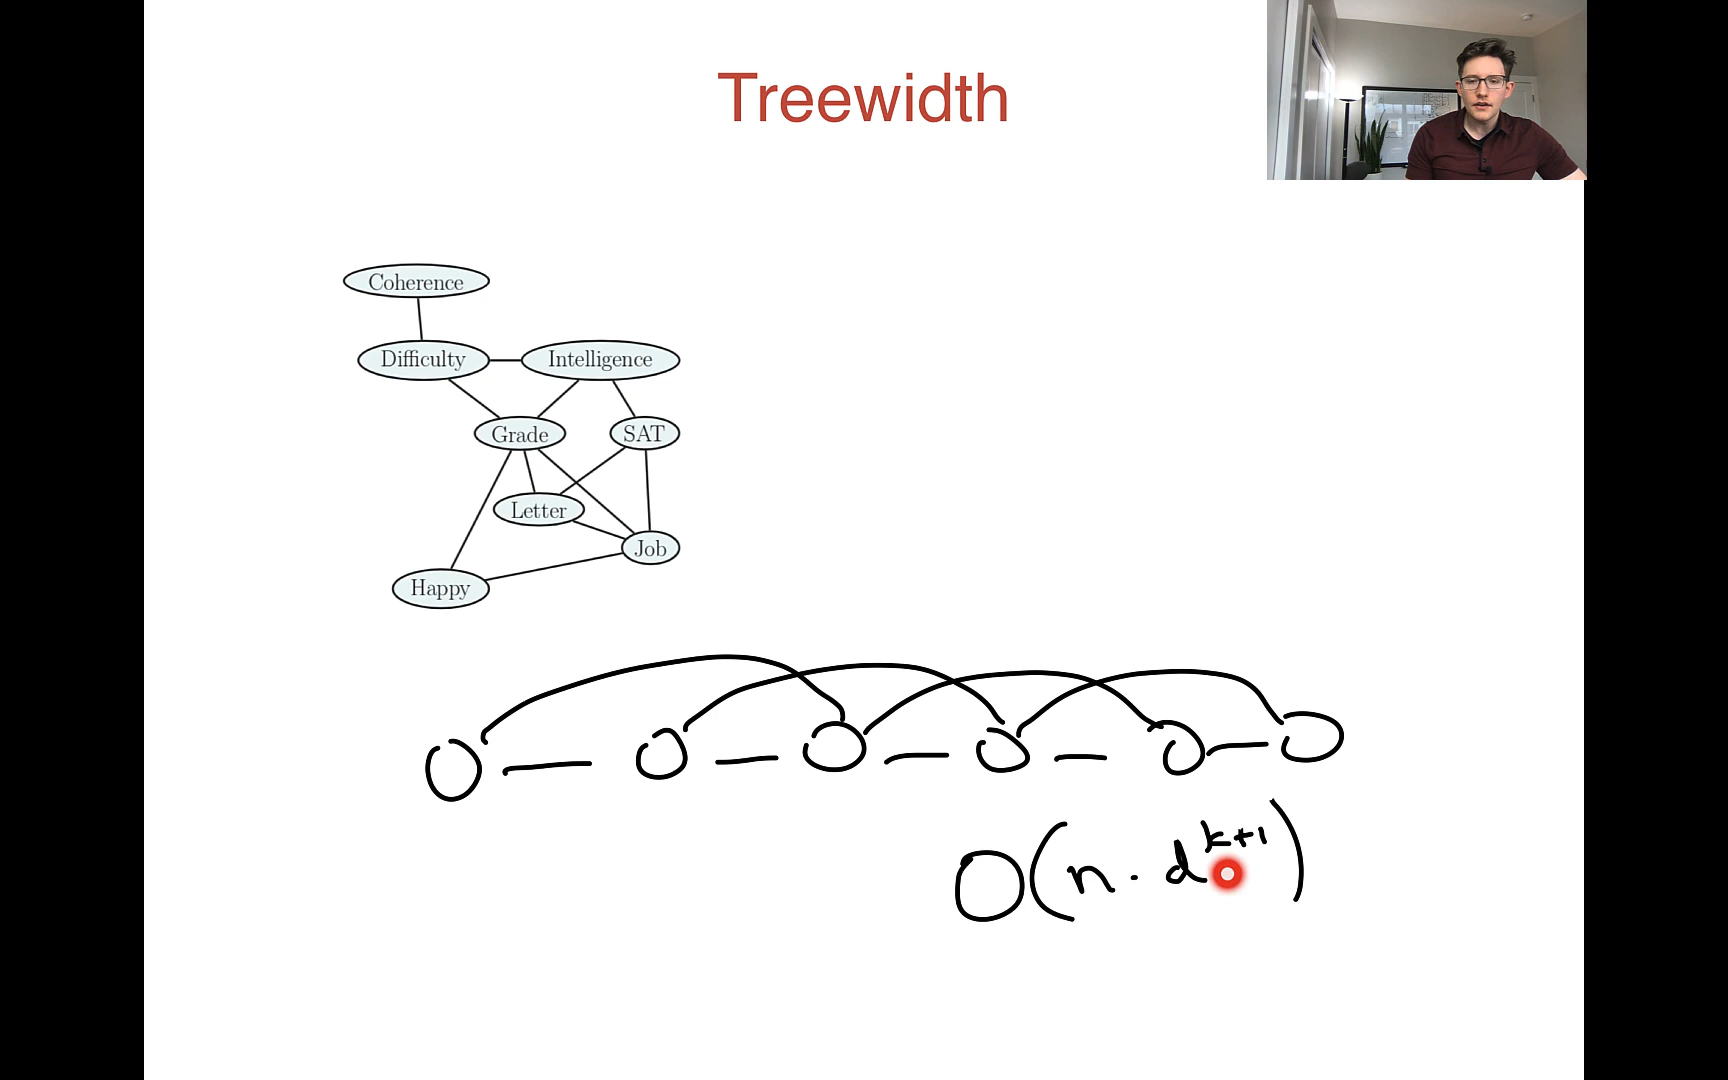 Treewidth
Coherence
Difficulty Intelligence
Grade SAT
Letter
Job
Happy
O(n · d^{k+1})